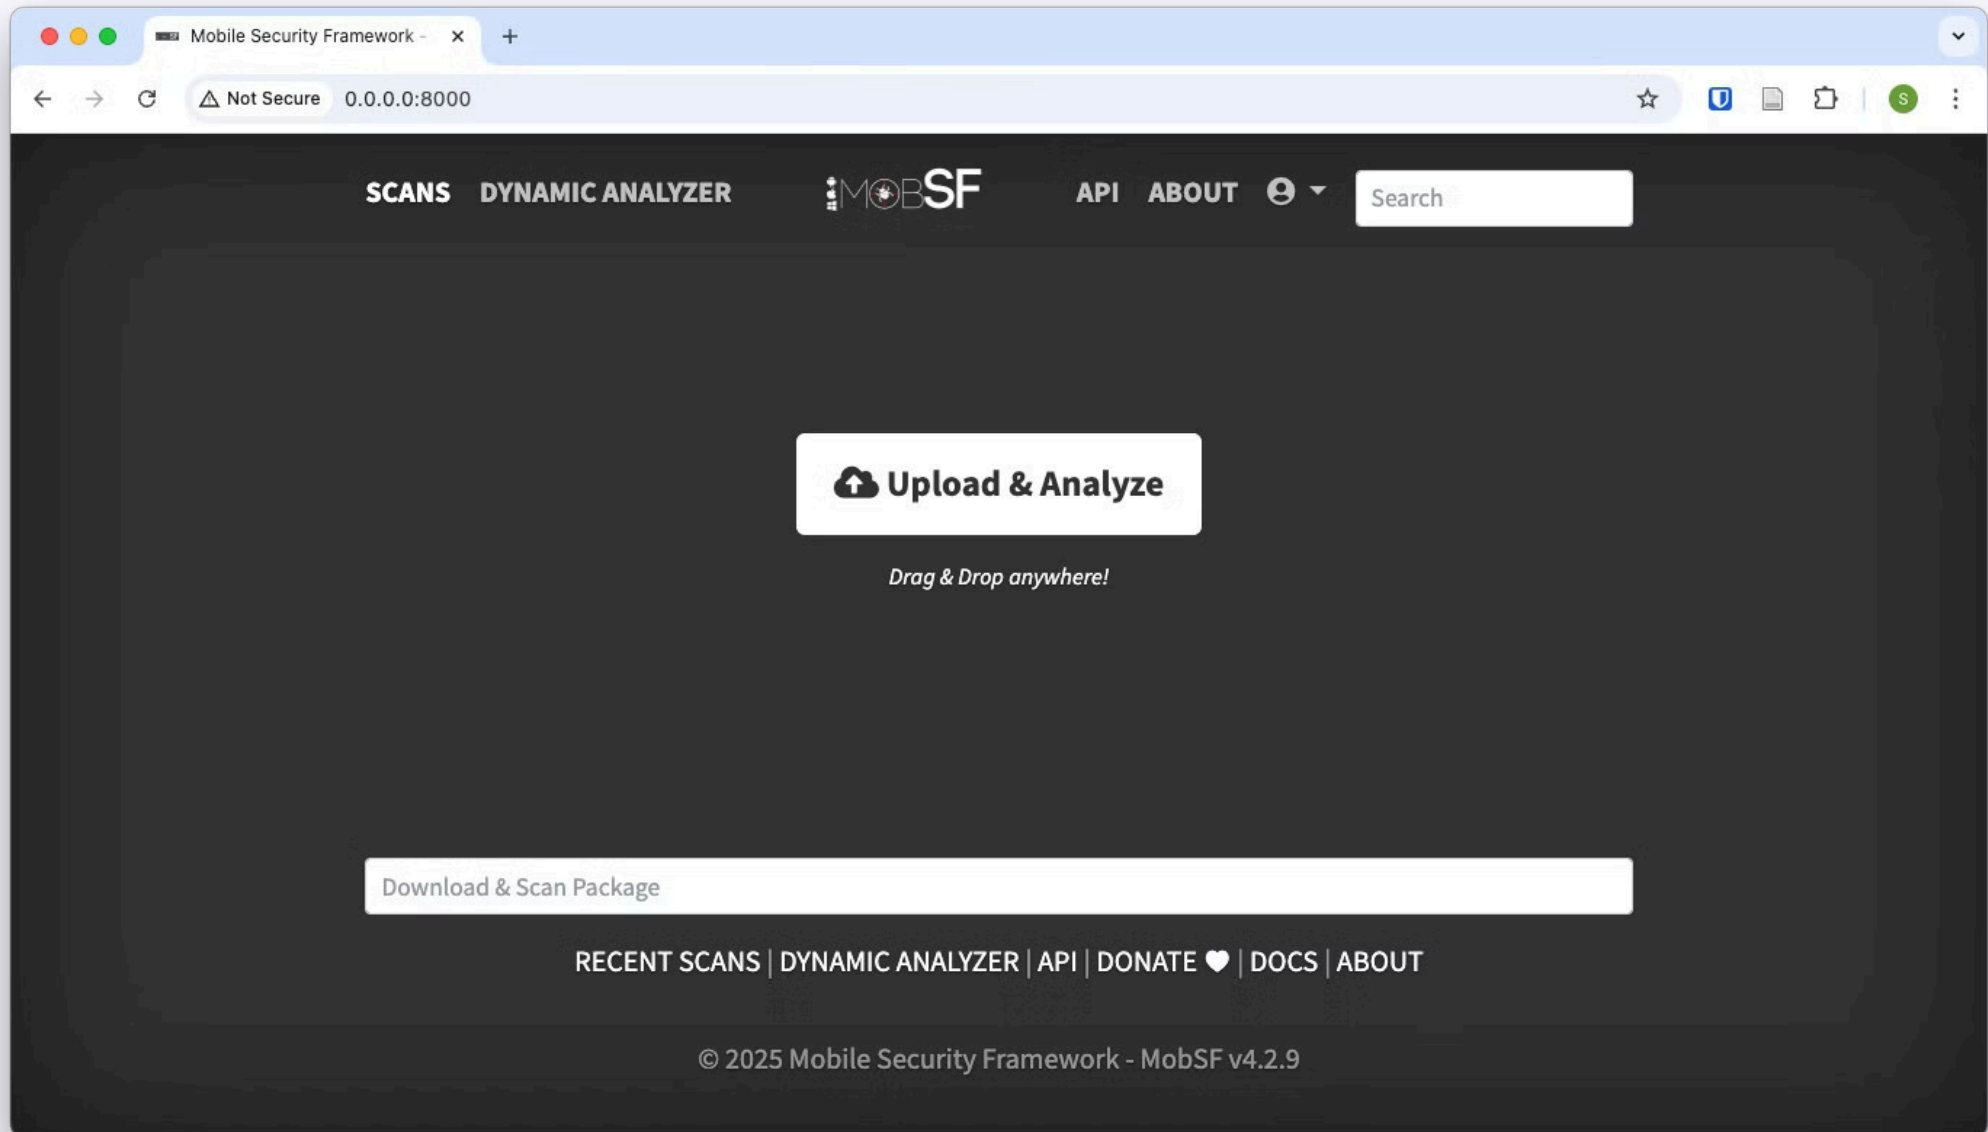 Mobile Security Framework -
Not Secure 0.0.0.0:8000
S
SCANS DYNAMIC ANALYZER MOBSF API ABOUT Search
Upload & Analyze
Drag & Drop anywhere!
Download & Scan Package
RECENT SCANS | DYNAMIC ANALYZER | API | DONATE | DOCS | ABOUT
© 2025 Mobile Security Framework - MobSF v4.2.9